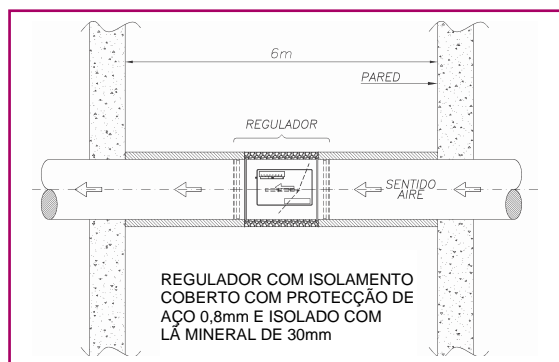 6m
PARED
REGULADOR
SENTIDO
AIRE
REGULADOR COM ISOLAMENTO
COBERTO COM PROTECÇÃO DE
AÇO 0,8mm E ISOLADO COM
LÃ MINERAL DE 30mm